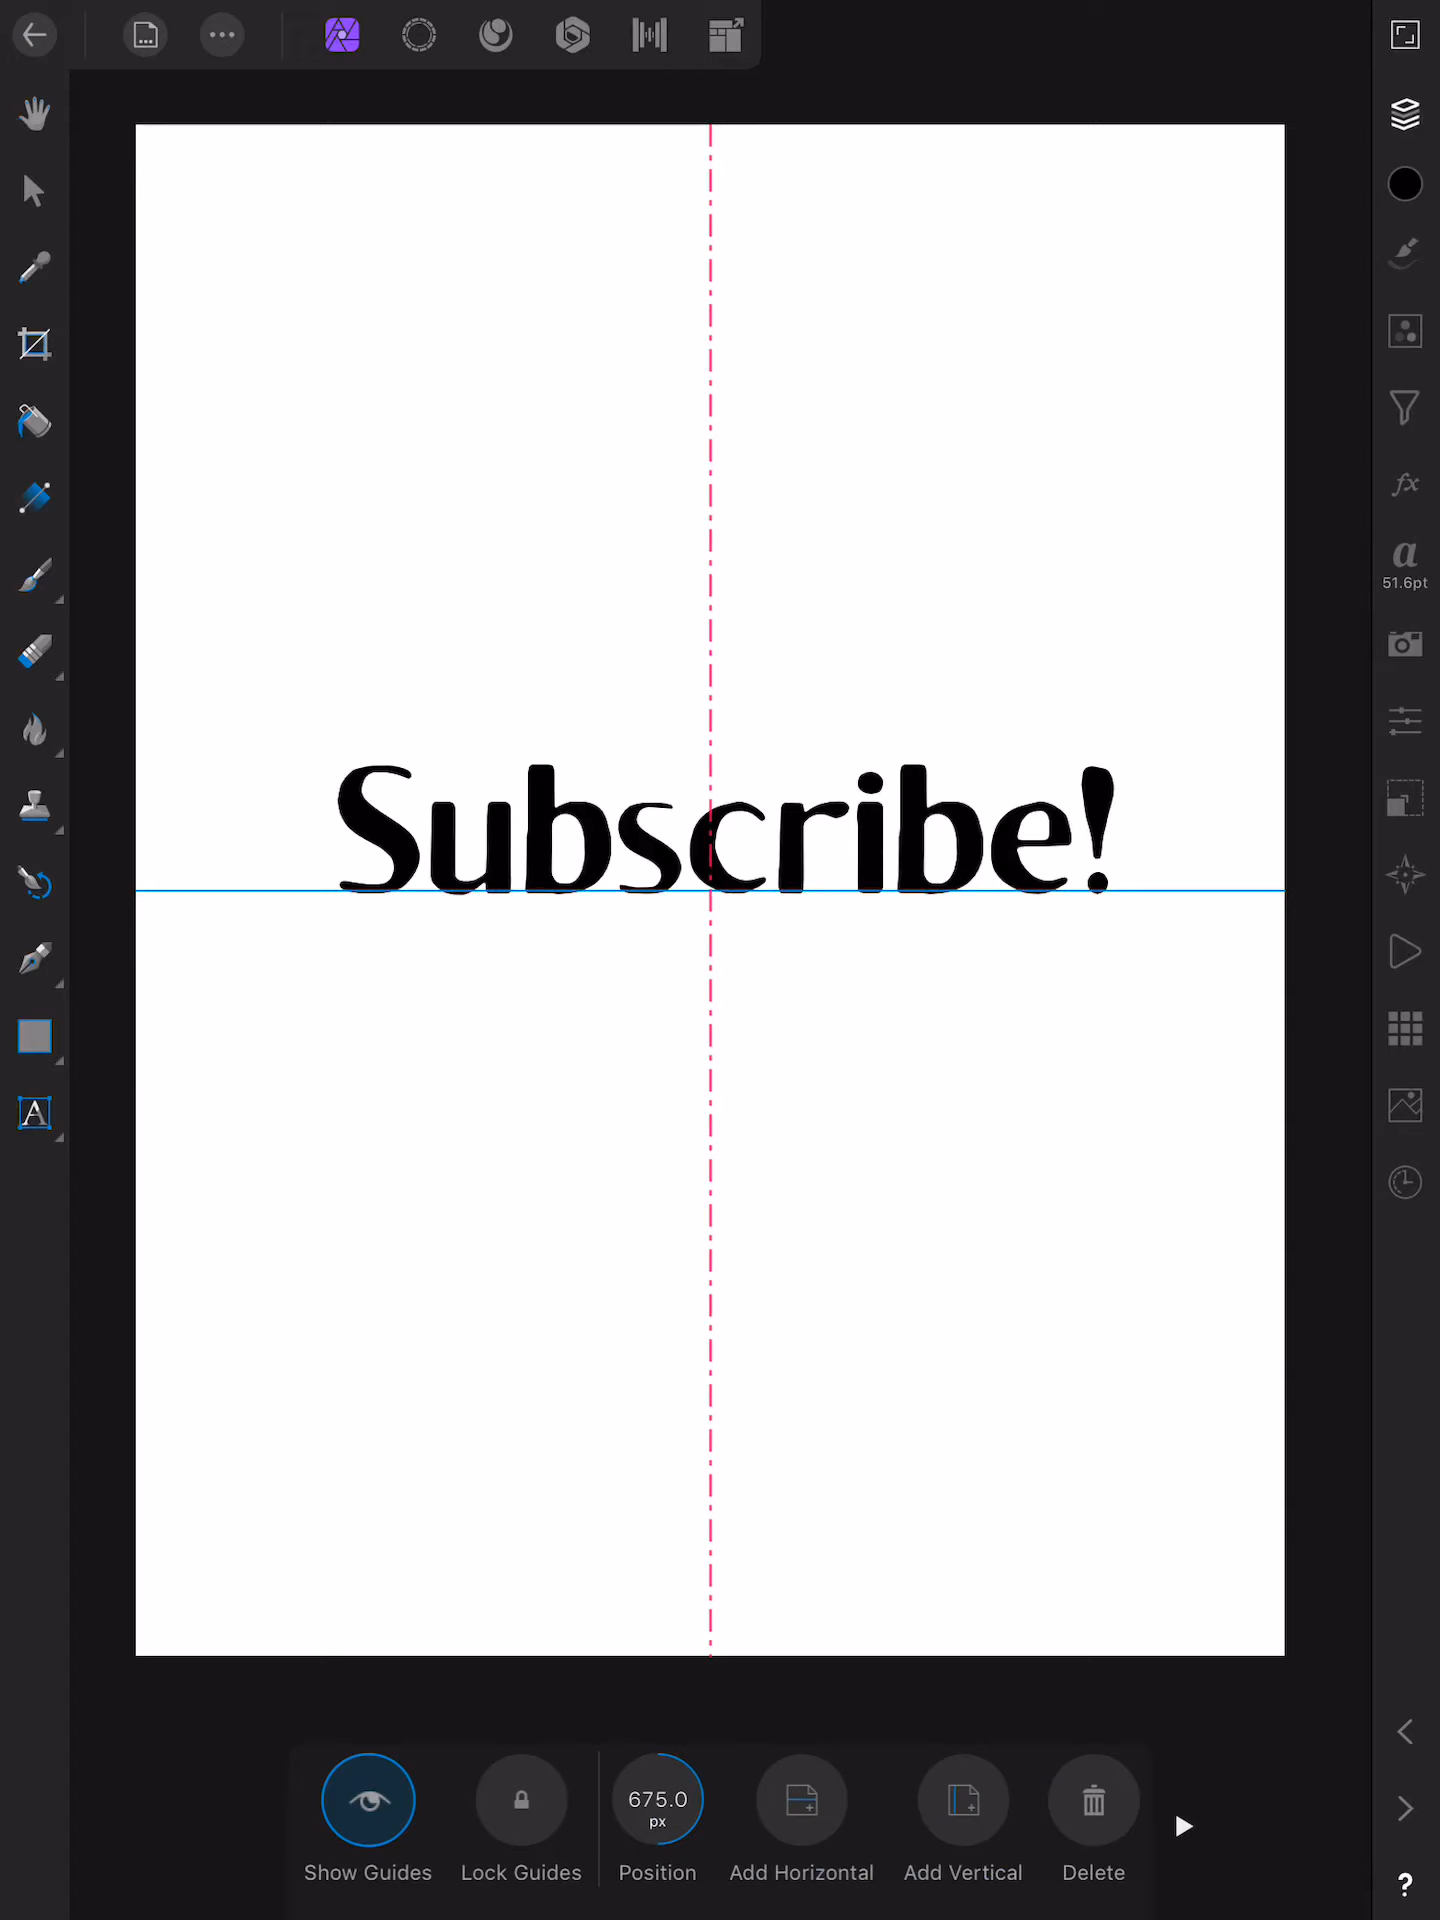 a
51.6pt
Subscribe!
A
675.0
px
Show Guides
Lock Guides
Position
Add Horizontal
Add Vertical
Delete
?